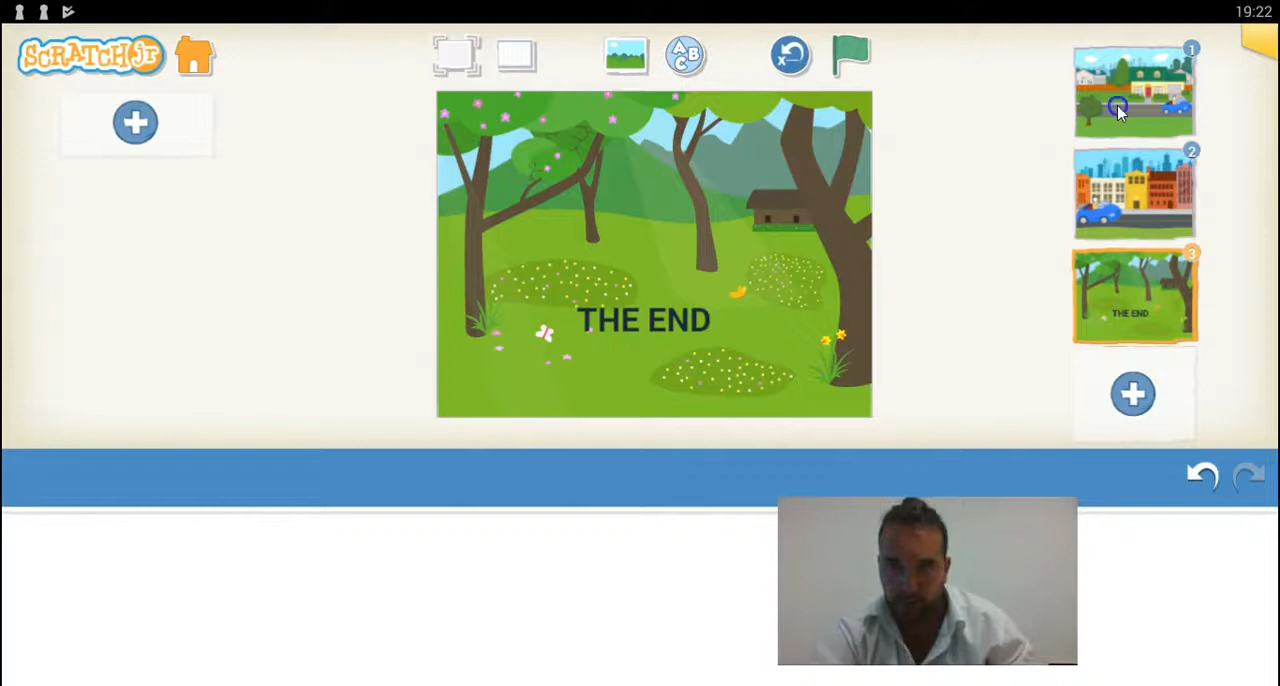 19:22
SCRATCHjr
A B C
x
1
2
THE END
3
THE END